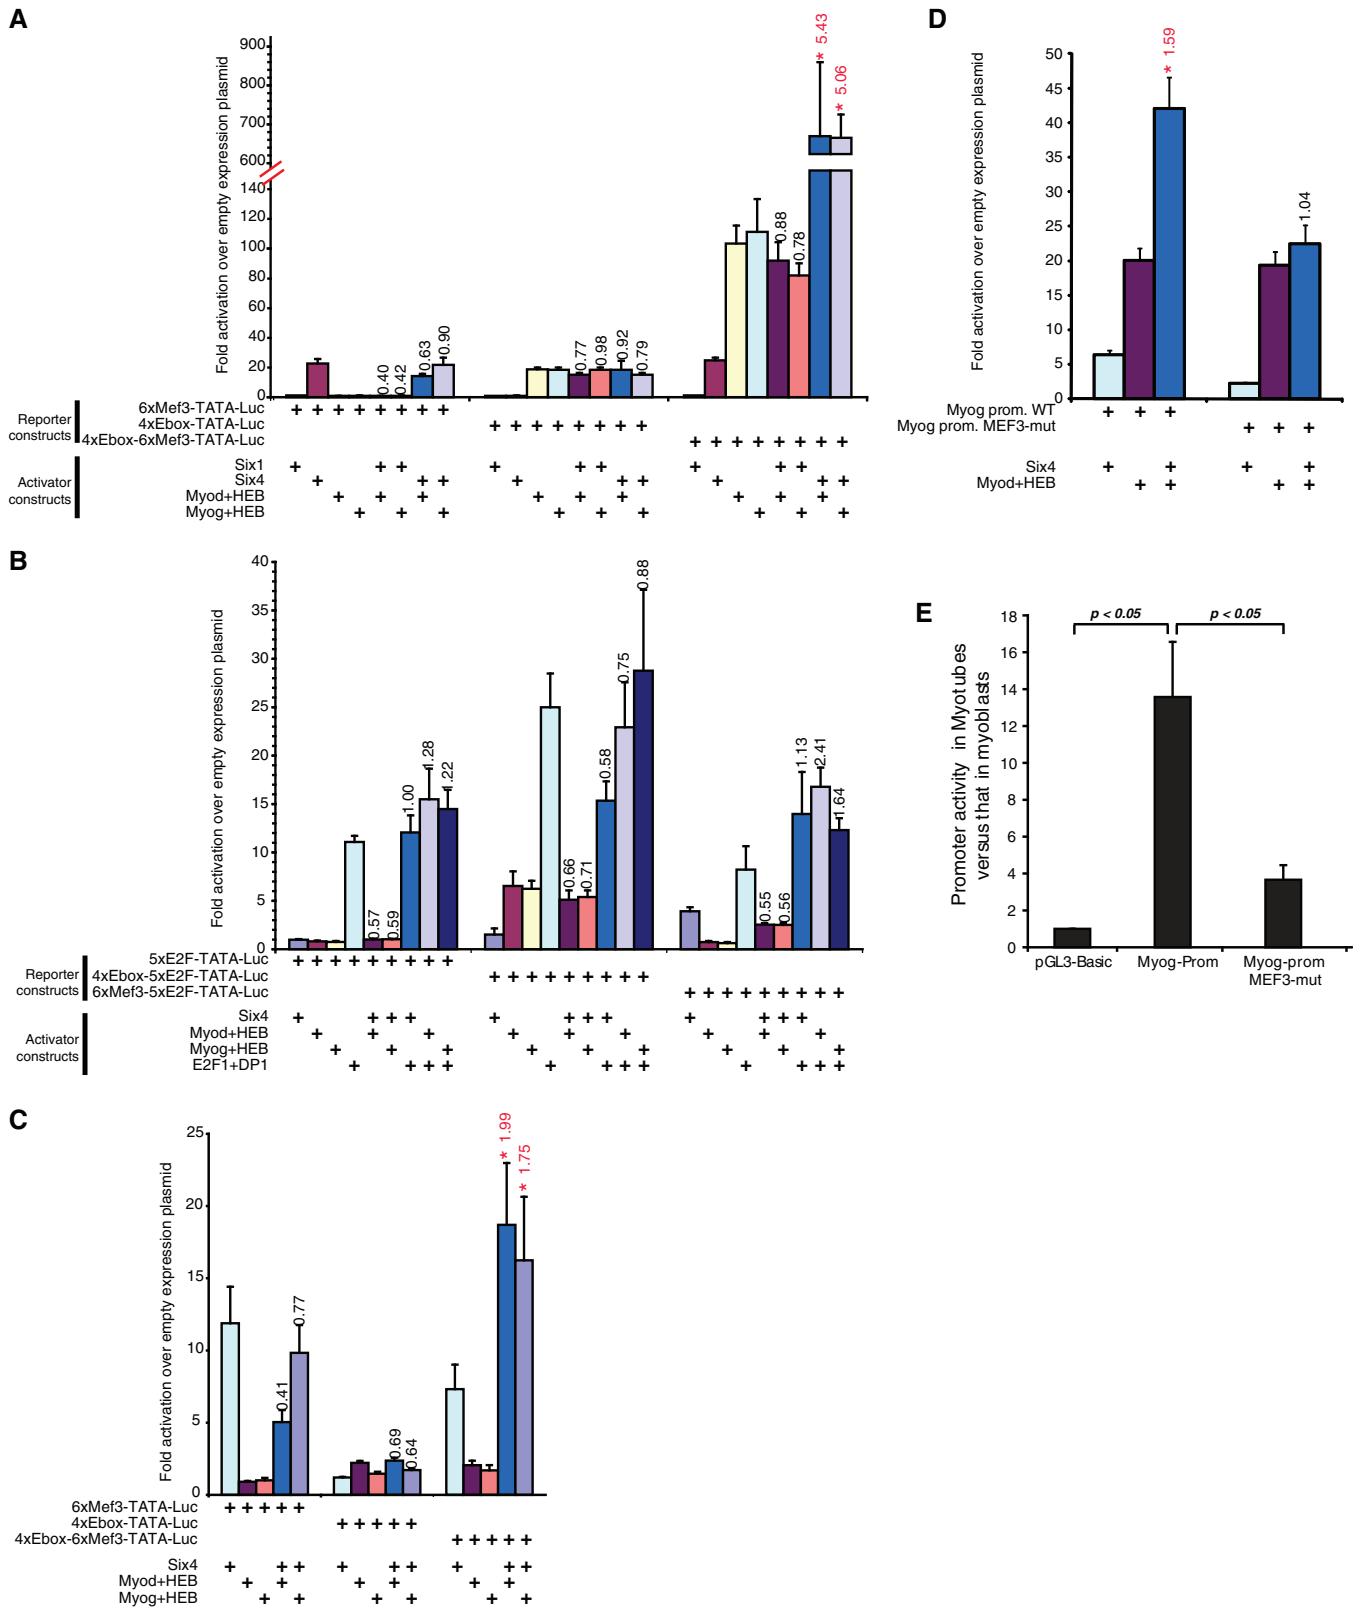 A
Fold activation over empty expression plasmid
900
800
700
600
140
120
100
80
60
40
20
0
0.40
0.42
0.63
0.90
0.77
0.98
0.92
0.79
0.88
0.78
* 5.43
* 5.06
Reporter constructs
6xMef3-TATA-Luc + + + + + + + +
4xEbox-TATA-Luc + + + + + + + +
4xEbox-6xMef3-TATA-Luc + + + + + + + +
Activator constructs
Six1 + + + + + + + + +
Six4 + + + + + + + + +
Myod+HEB + + + + + + + + +
Myog+HEB + + + + + + + + +
B
Fold activation over empty expression plasmid
40
35
30
25
20
15
10
5
0
0.57
0.59
1.00
1.28
1.22
0.66
0.71
0.58
0.75
0.88
0.55
0.56
1.13
2.41
1.64
Reporter constructs
5xE2F-TATA-Luc + + + + + + + + +
4xEbox-5xE2F-TATA-Luc + + + + + + + + +
6xMef3-5xE2F-TATA-Luc + + + + + + + + +
Activator constructs
Six4 + + + + + + + + + + + +
Myod+HEB + + + + + + + + +
Myog+HEB + + + + + + + + +
E2F1+DP1 + + + + + + + + + + + +
C
Fold activation over empty expression plasmid
25
20
15
10
5
0
0.41
0.77
0.69
0.64
* 1.99
* 1.75
6xMef3-TATA-Luc + + + + +
4xEbox-TATA-Luc + + + + +
4xEbox-6xMef3-TATA-Luc + + + + +
Six4 + + + + + + + + +
Myod+HEB + + + + + +
Myog+HEB + + + + + +
D
Fold activation over empty expression plasmid
50
45
40
35
30
25
20
15
10
5
0
* 1.59
1.04
Myog prom. WT + + +
Myog prom. MEF3-mut + + +
Six4 + + + +
Myod+HEB + + + +
E
Promoter activity in Myotubes
versus that in myoblasts
18
16
14
12
10
8
6
4
2
0
p < 0.05
p < 0.05
pGL3-Basic
Myog-Prom
Myog-prom
MEF3-mut